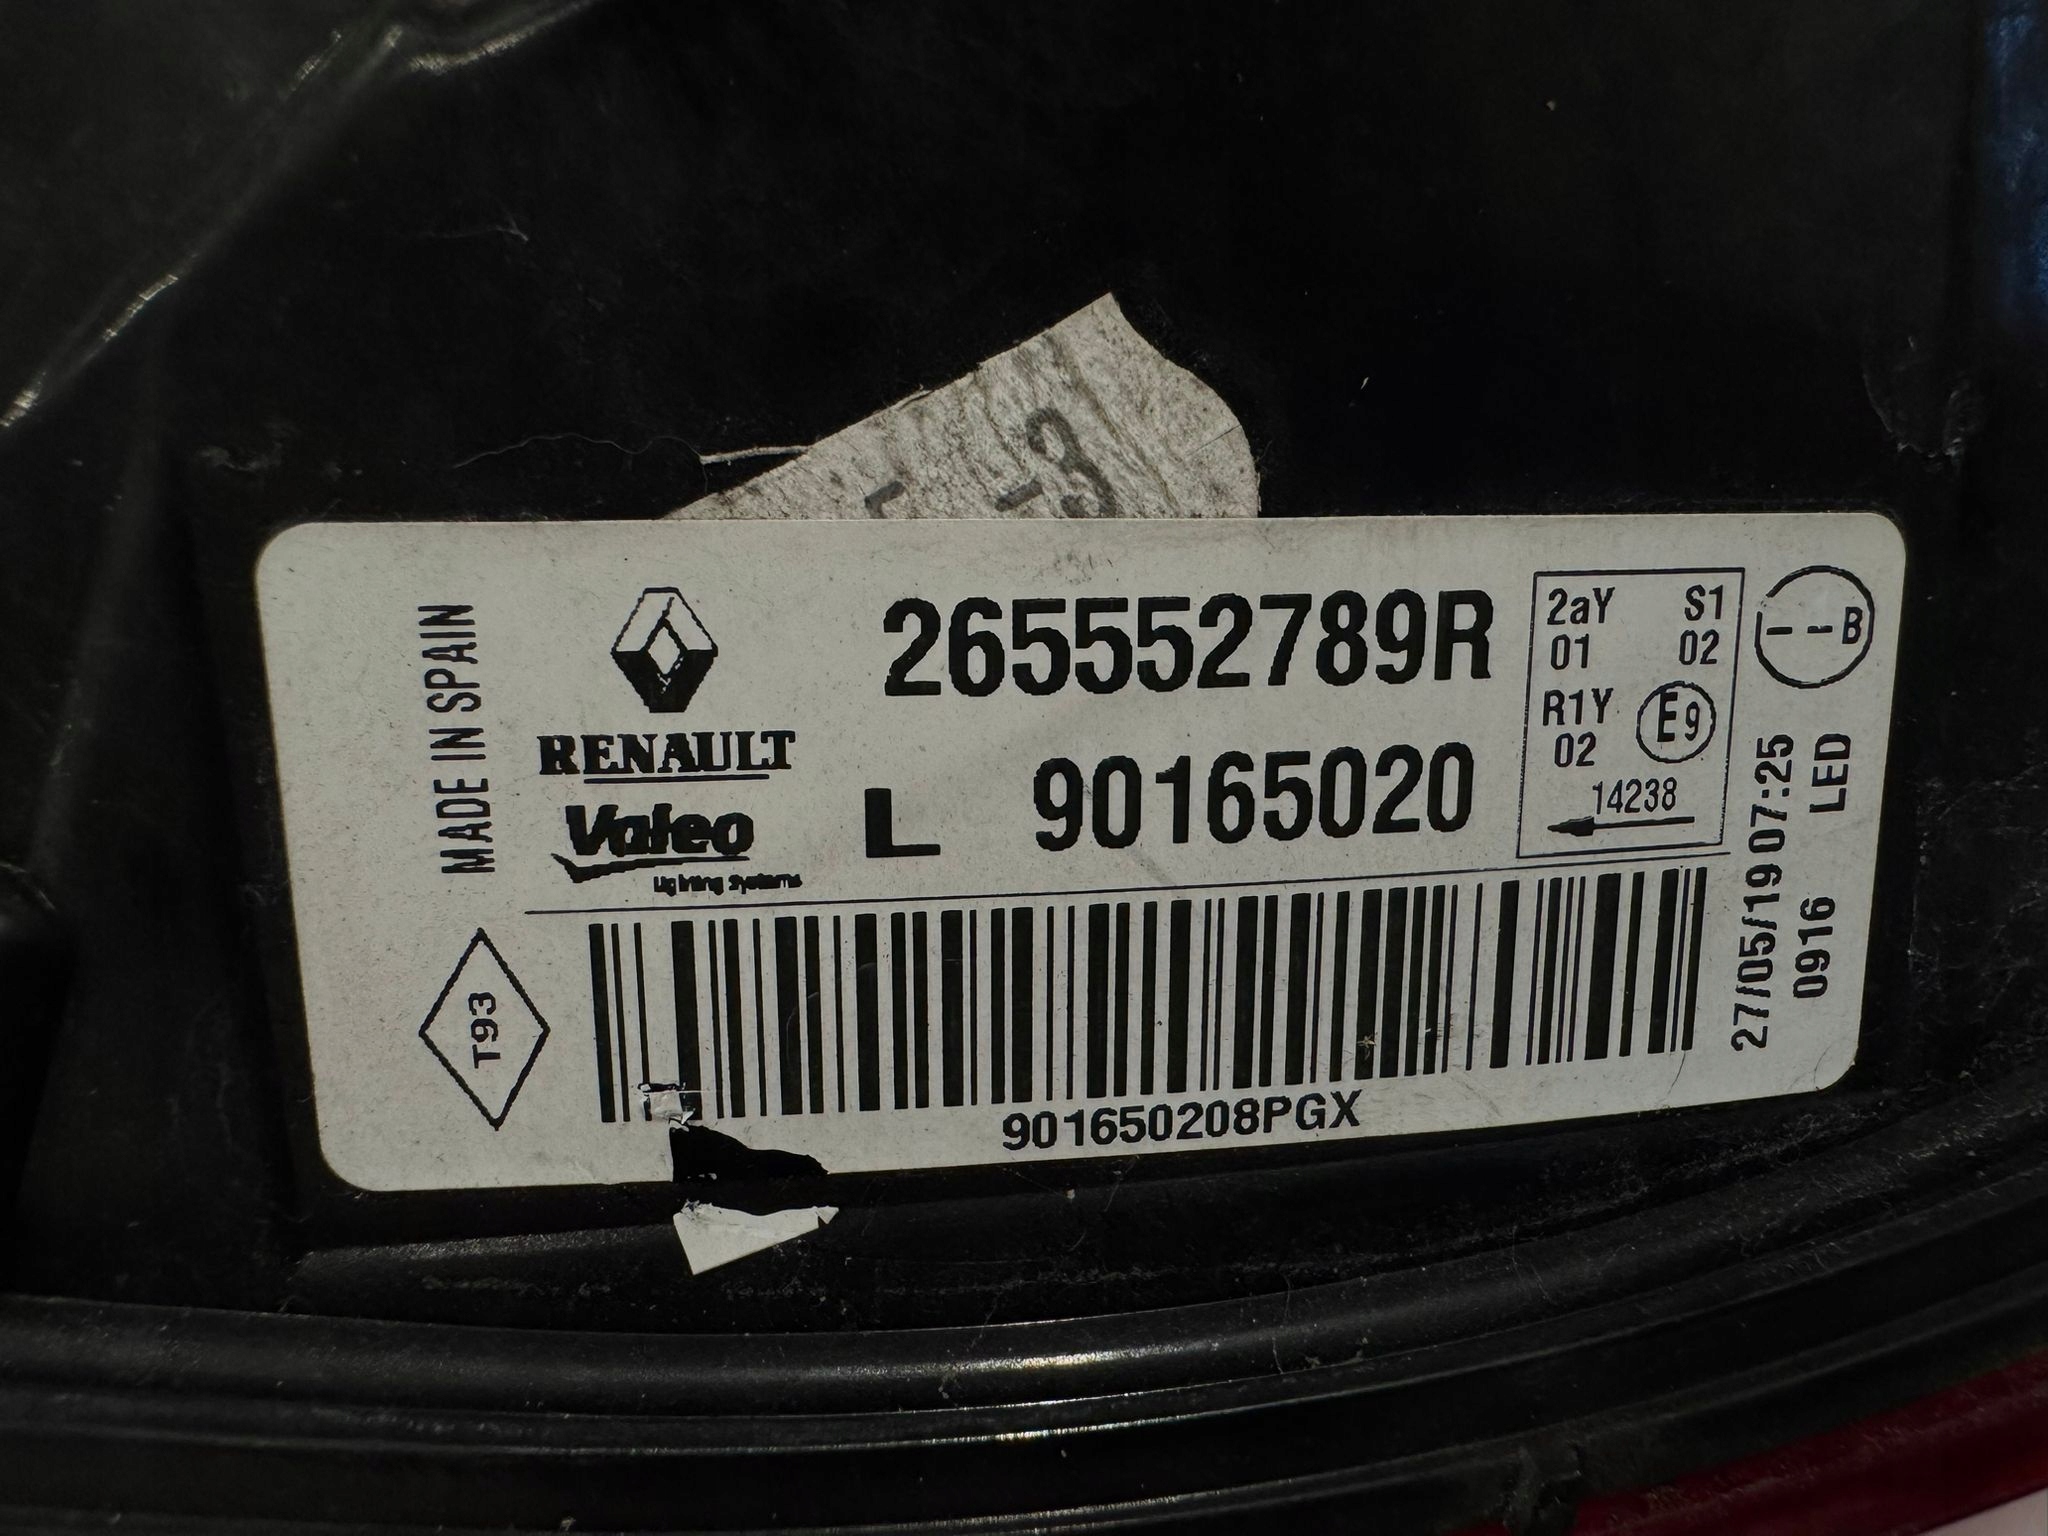 3
MADE IN SPAIN
RENAULT
Valeo
Lighting Systems
265552789R
L 90165020
2aY S1
01 02
R1Y E9
02
14238
--B
27/05/19 07:25
0916 LED
T93
901650208PGX